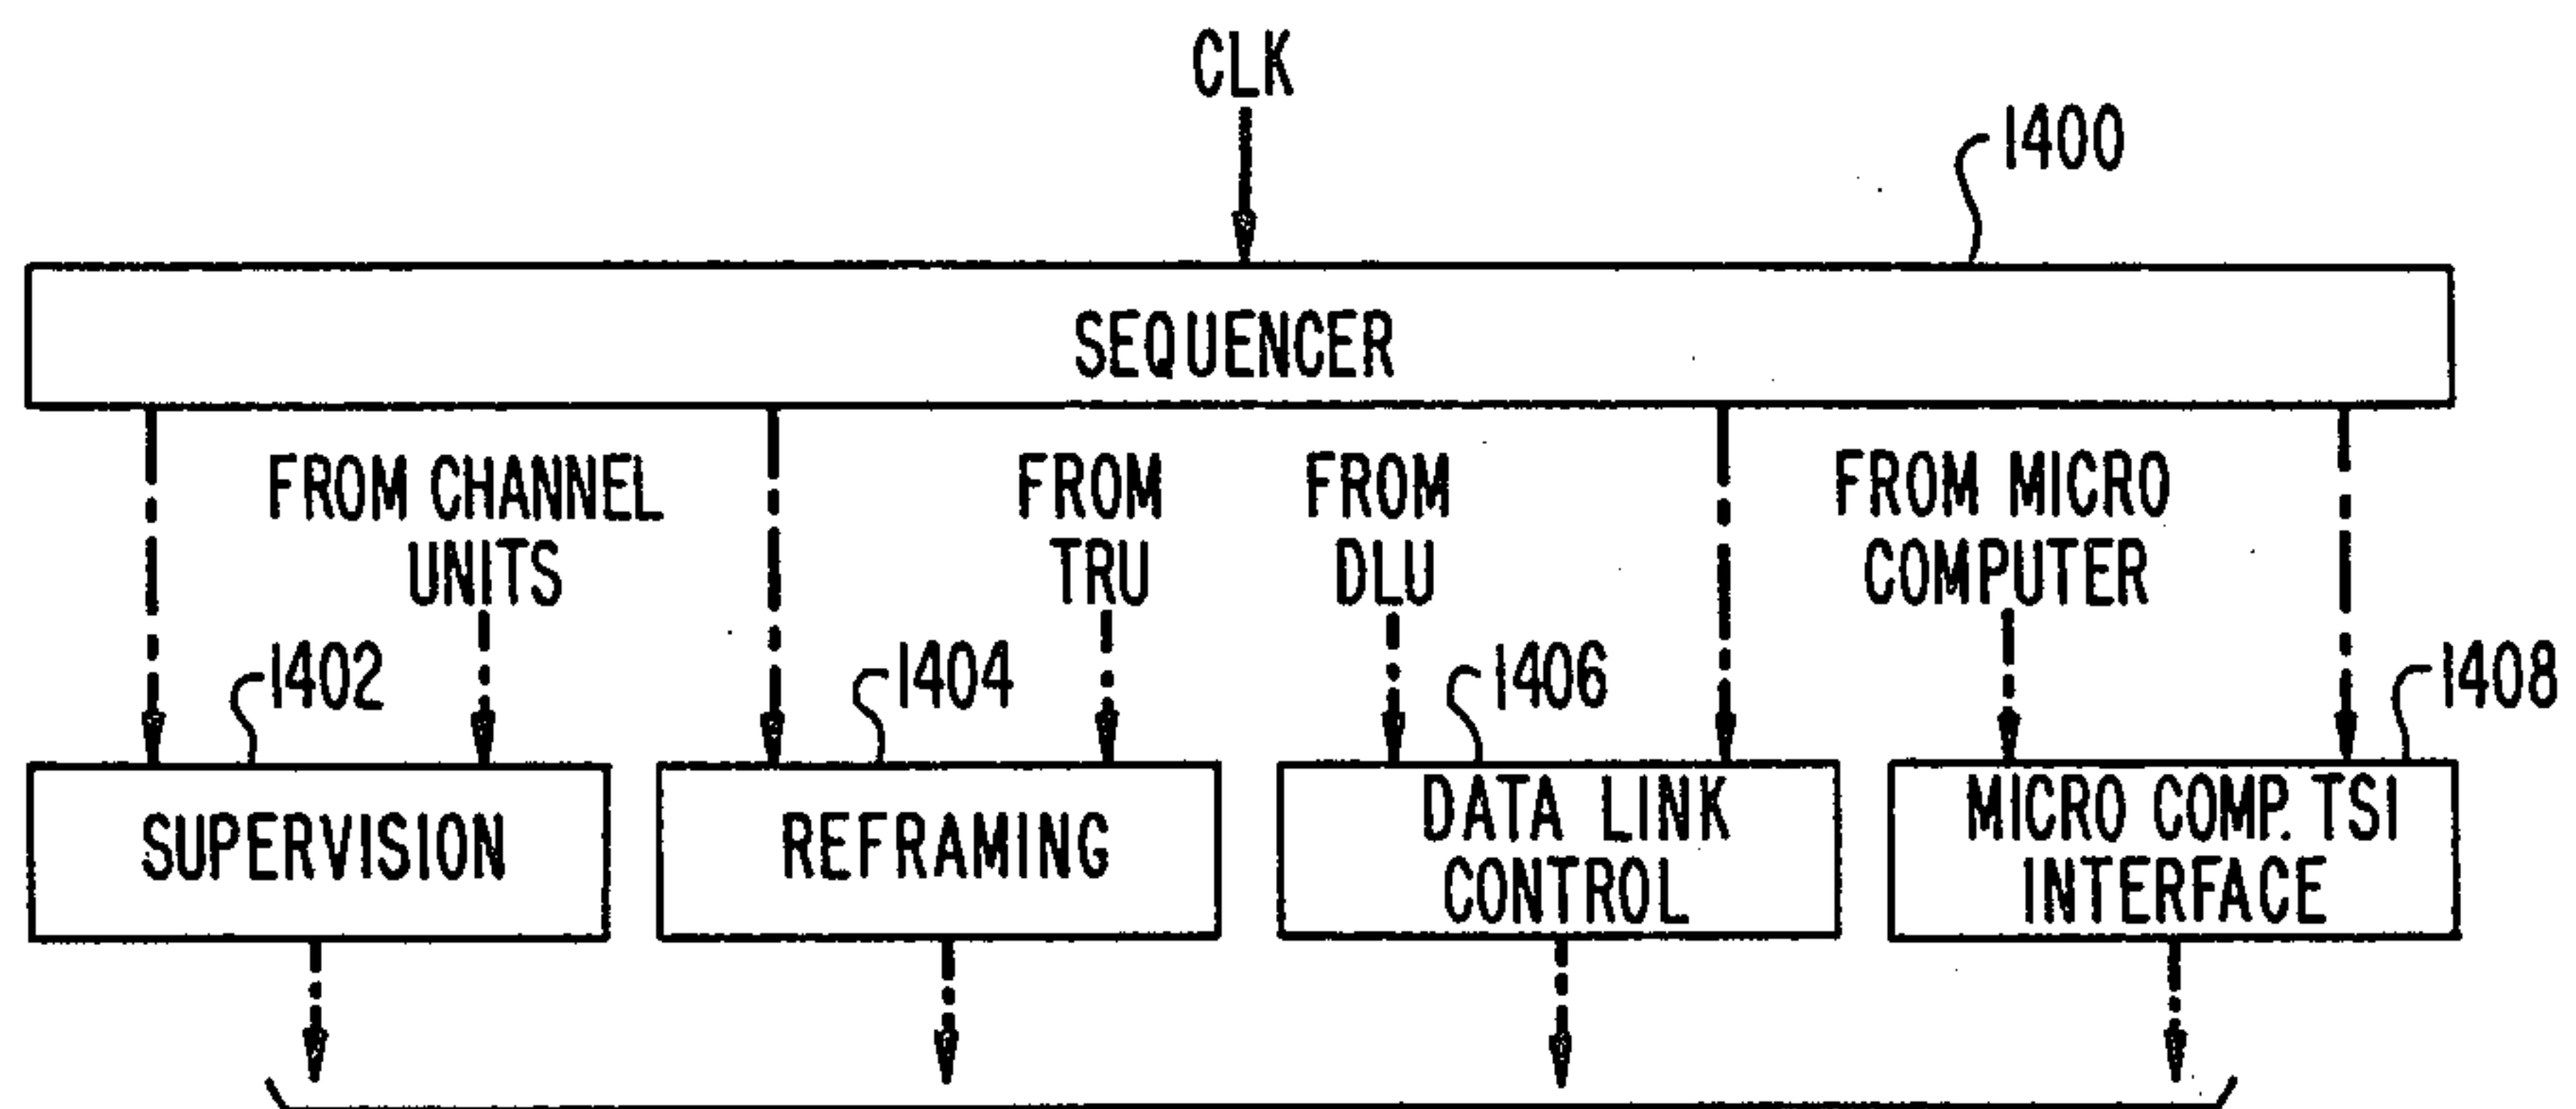 CLK
1400
SEQUENCER
FROM CHANNEL
UNITS
FROM
TRU
FROM
DLU
FROM MICRO
COMPUTER
1402
1404
1406
1408
SUPERVISION
REFRAMING
DATA LINK
CONTROL
MICRO COMP. TSI
INTERFACE